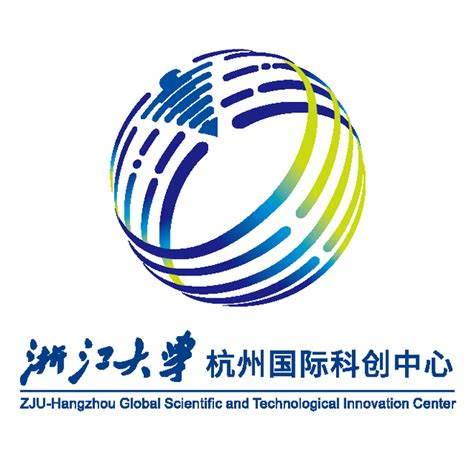 浙江大学 杭州国际科创中心
ZJU-Hangzhou Global Scientific and Technological Innovation Center